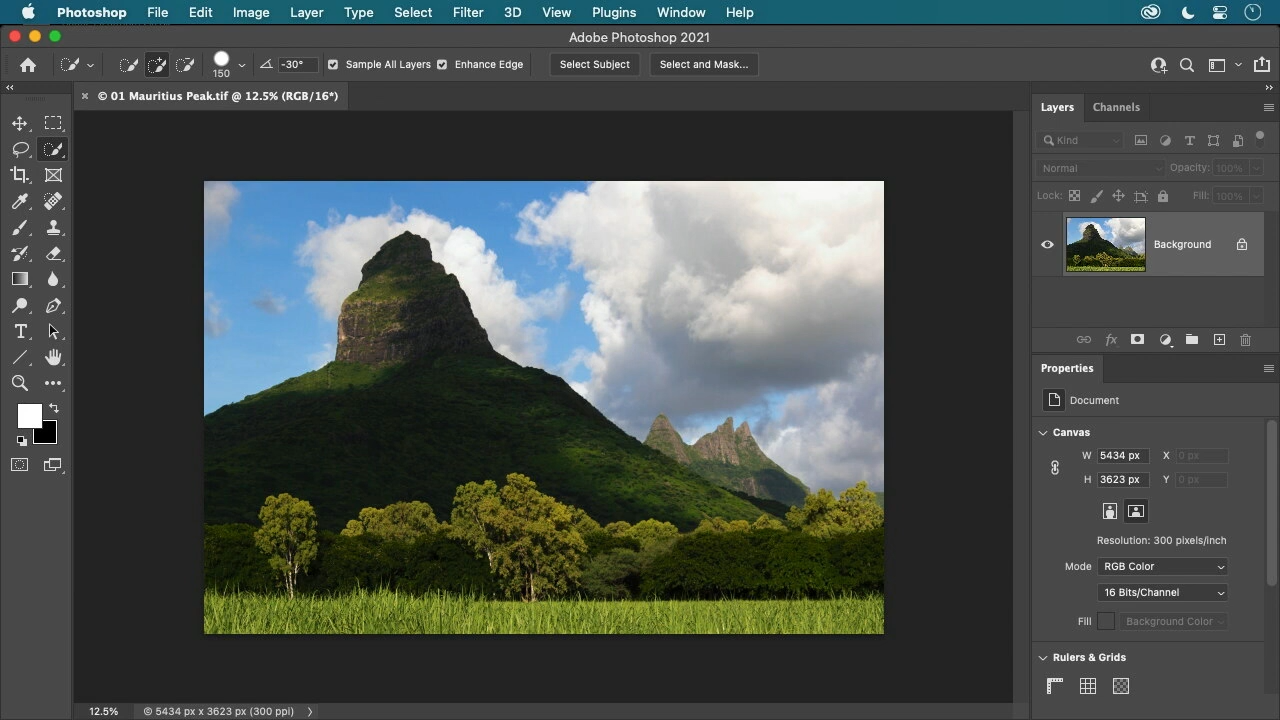 Photoshop File Edit Image Layer Type Select Filter 3D View Plugins Window Help
Adobe Photoshop 2021
150
-30°
Sample All Layers
Enhance Edge
Select Subject
Select and Mask...
© 01 Mauritius Peak.tif @ 12.5% (RGB/16*)
Layers Channels
Kind
Normal Opacity: 100%
Lock: Fill: 100%
Background
fx
Properties
Document
Canvas
W 5434 px X 0 px
H 3623 px Y 0 px
Resolution: 300 pixels/inch
Mode RGB Color
16 Bits/Channel
Fill Background Color
Rulers & Grids
12.5% © 5434 px x 3623 px (300 ppi)